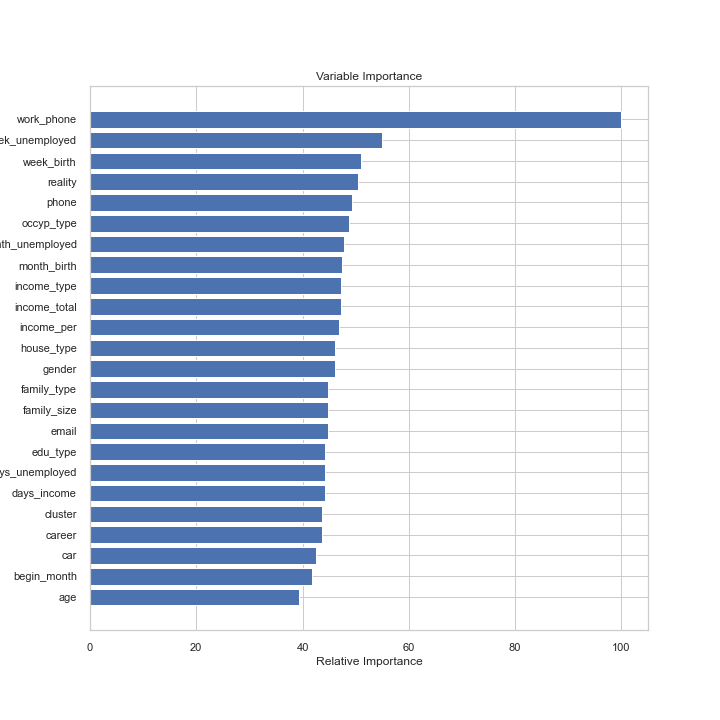 Variable Importance
work_phone
ek_unemployed
week_birth
reality
phone
occyp_type
nth_unemployed
month_birth
income_type
income_total
income_per
house_type
gender
family_type
family_size
email
edu_type
ys_unemployed
days_income
cluster
career
car
begin_month
age
0 20 40 60 80 100
Relative Importance